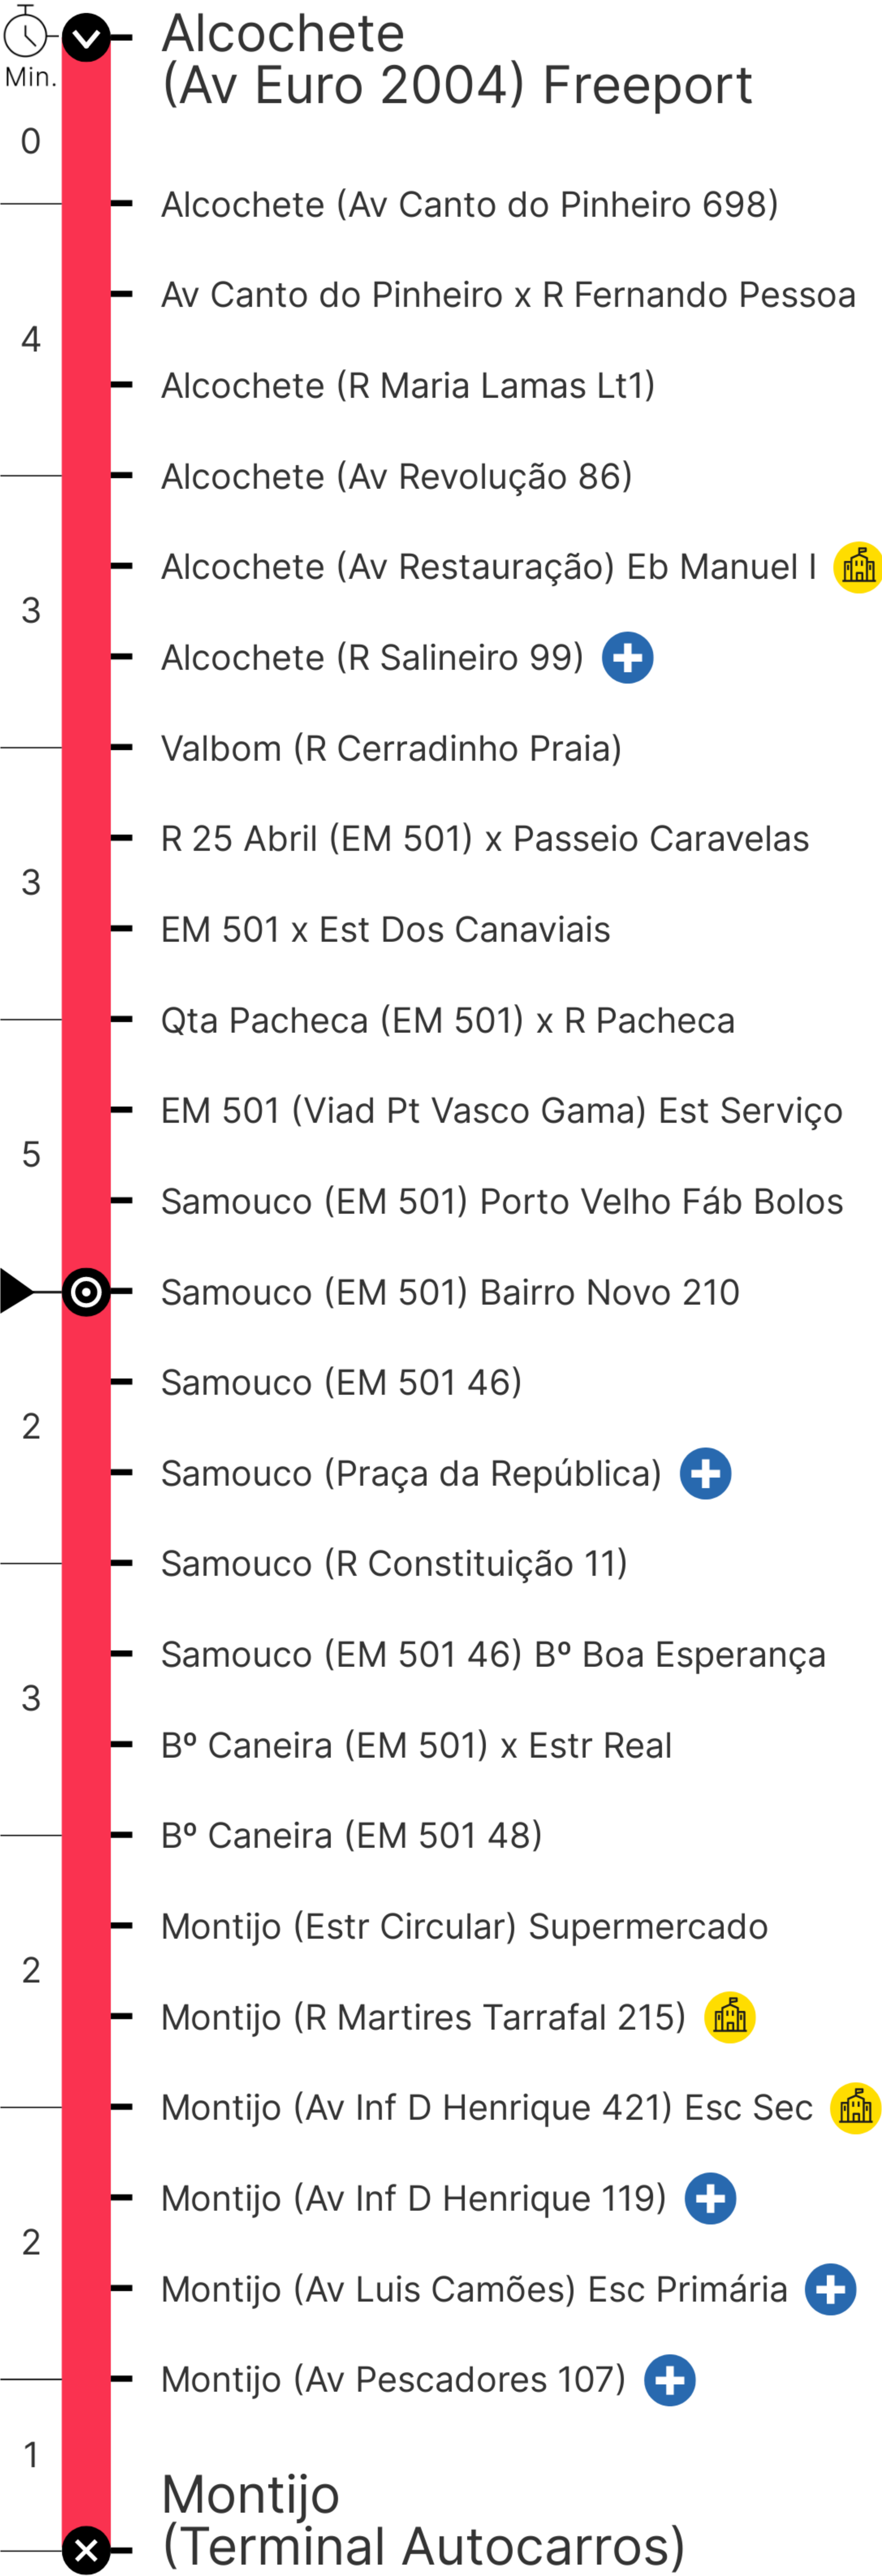 Alcochete
(Av Euro 2004) Freeport
Min.
0
Alcochete (Av Canto do Pinheiro 698)
Av Canto do Pinheiro x R Fernando Pessoa
4
Alcochete (R Maria Lamas Lt1)
Alcochete (Av Revolução 86)
Alcochete (Av Restauração) Eb Manuel I
3
Alcochete (R Salineiro 99)
Valbom (R Cerradinho Praia)
R 25 Abril (EM 501) x Passeio Caravelas
3
EM 501 x Est Dos Canaviais
Qta Pacheca (EM 501) x R Pacheca
EM 501 (Viad Pt Vasco Gama) Est Serviço
5
Samouco (EM 501) Porto Velho Fáb Bolos
Samouco (EM 501) Bairro Novo 210
Samouco (EM 501 46)
2
Samouco (Praça da República)
Samouco (R Constituição 11)
Samouco (EM 501 46) Bº Boa Esperança
3
Bº Caneira (EM 501) x Estr Real
Bº Caneira (EM 501 48)
Montijo (Estr Circular) Supermercado
2
Montijo (R Martires Tarrafal 215)
Montijo (Av Inf D Henrique 421) Esc Sec
Montijo (Av Inf D Henrique 119)
2
Montijo (Av Luis Camões) Esc Primária
Montijo (Av Pescadores 107)
1
Montijo
(Terminal Autocarros)